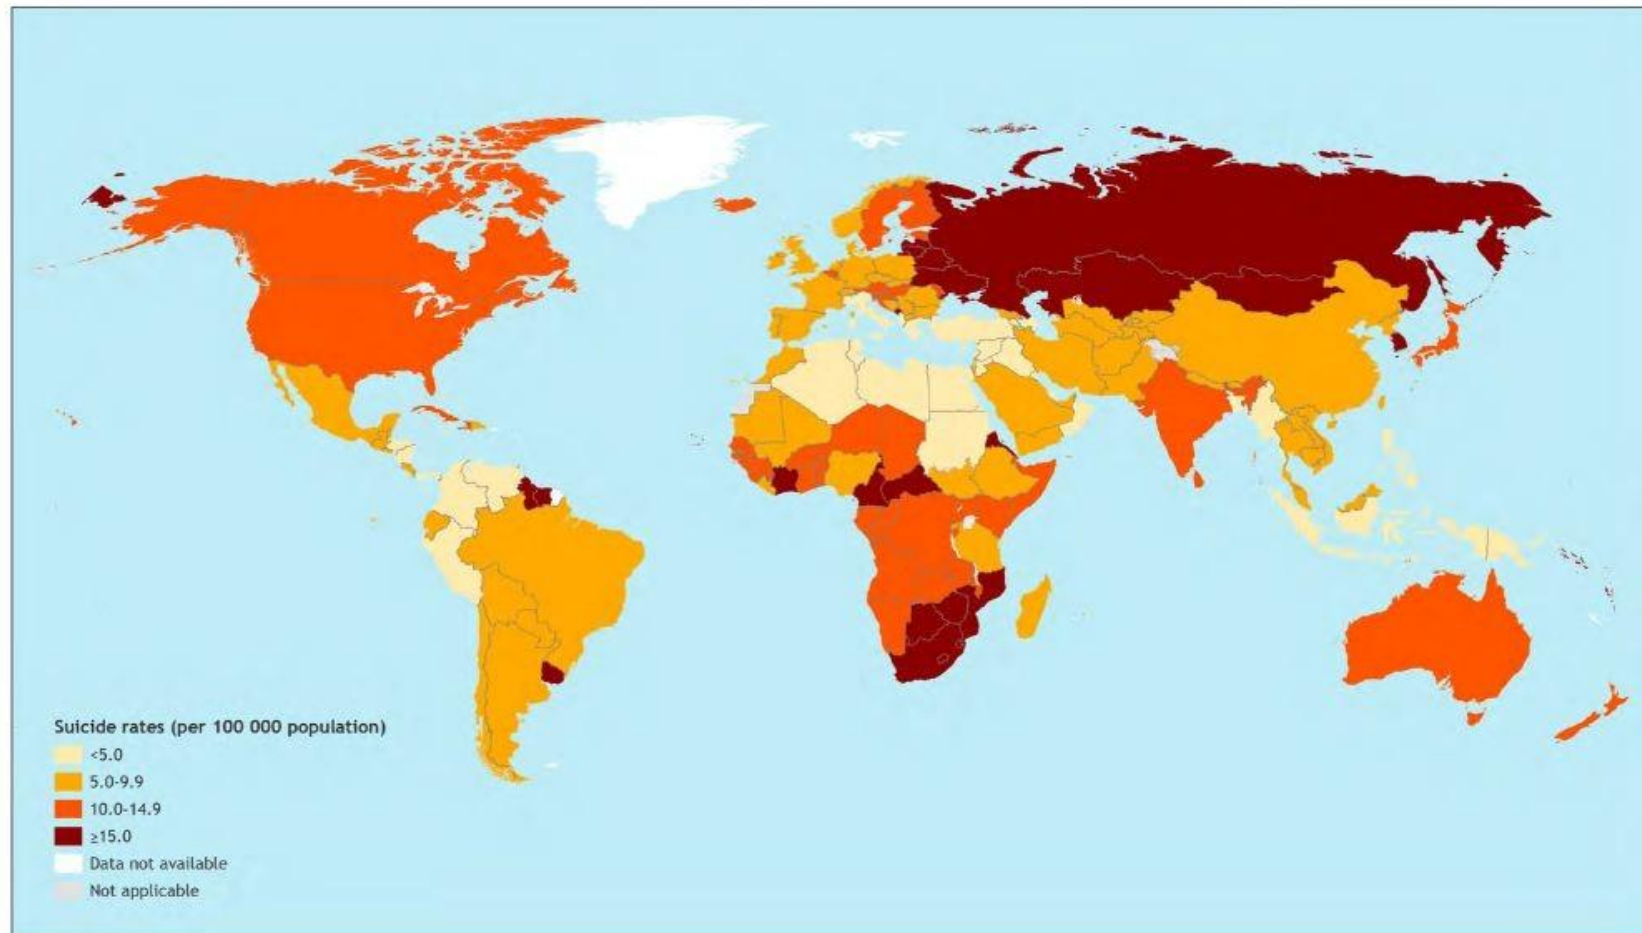 Suicide rates (per 100 000 population)
<5.0
5.0-9.9
10.0-14.9
≥15.0
Data not available
Not applicable